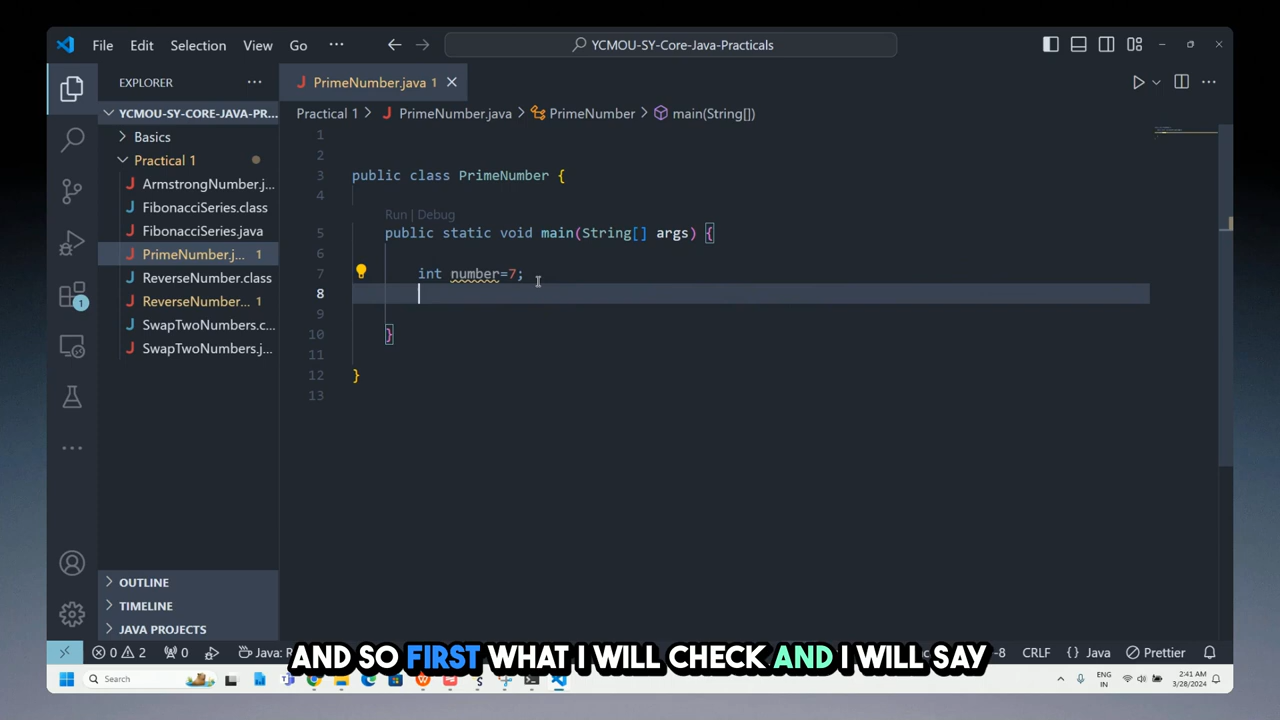 File Edit Selection View Go ··· YCMOU-SY-Core-Java-Practicals
EXPLORER ···
PrimeNumber.java 1
YCMOU-SY-CORE-JAVA-PR...
Practical 1 > PrimeNumber.java > PrimeNumber > main(String[])
Basics
Practical 1
ArmstrongNumber.j...
FibonacciSeries.class
FibonacciSeries.java
PrimeNumber.j... 1
ReverseNumber.class
ReverseNumber... 1
SwapTwoNumbers.c...
SwapTwoNumbers.j...
OUTLINE
TIMELINE
JAVA PROJECTS
1
2
3 public class PrimeNumber {
4
Run | Debug
5 public static void main(String[] args) {
6
7 int number=7;
8
9
10 }
11
12 }
13
1
0 2 0 Java: R
CRLF { } Java Prettier
AND SO FIRST WHAT I WILL CHECK AND I WILL SAY
Search
ENG
IN
2:41 AM
3/28/2024